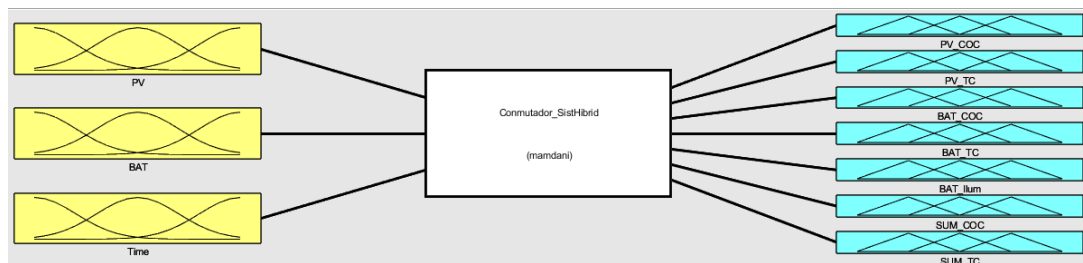 PV
BAT
Time
Conmutador_SistHibrid
(mamdani)
PV_COC
PV_TC
BAT_COC
BAT_TC
BAT_Ilum
SUM_COC
SUM_TC